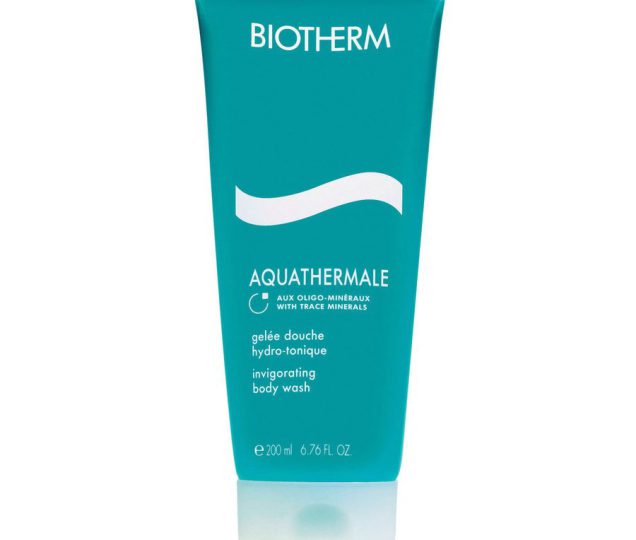 BIOTHERM
AQUATHERMALE
AUX OLIGO-MINÉRAUX
WITH TRACE MINERALS
gelée douche
hydro-tonique
invigorating
body wash
e 200 ml 6.76 FL. OZ.